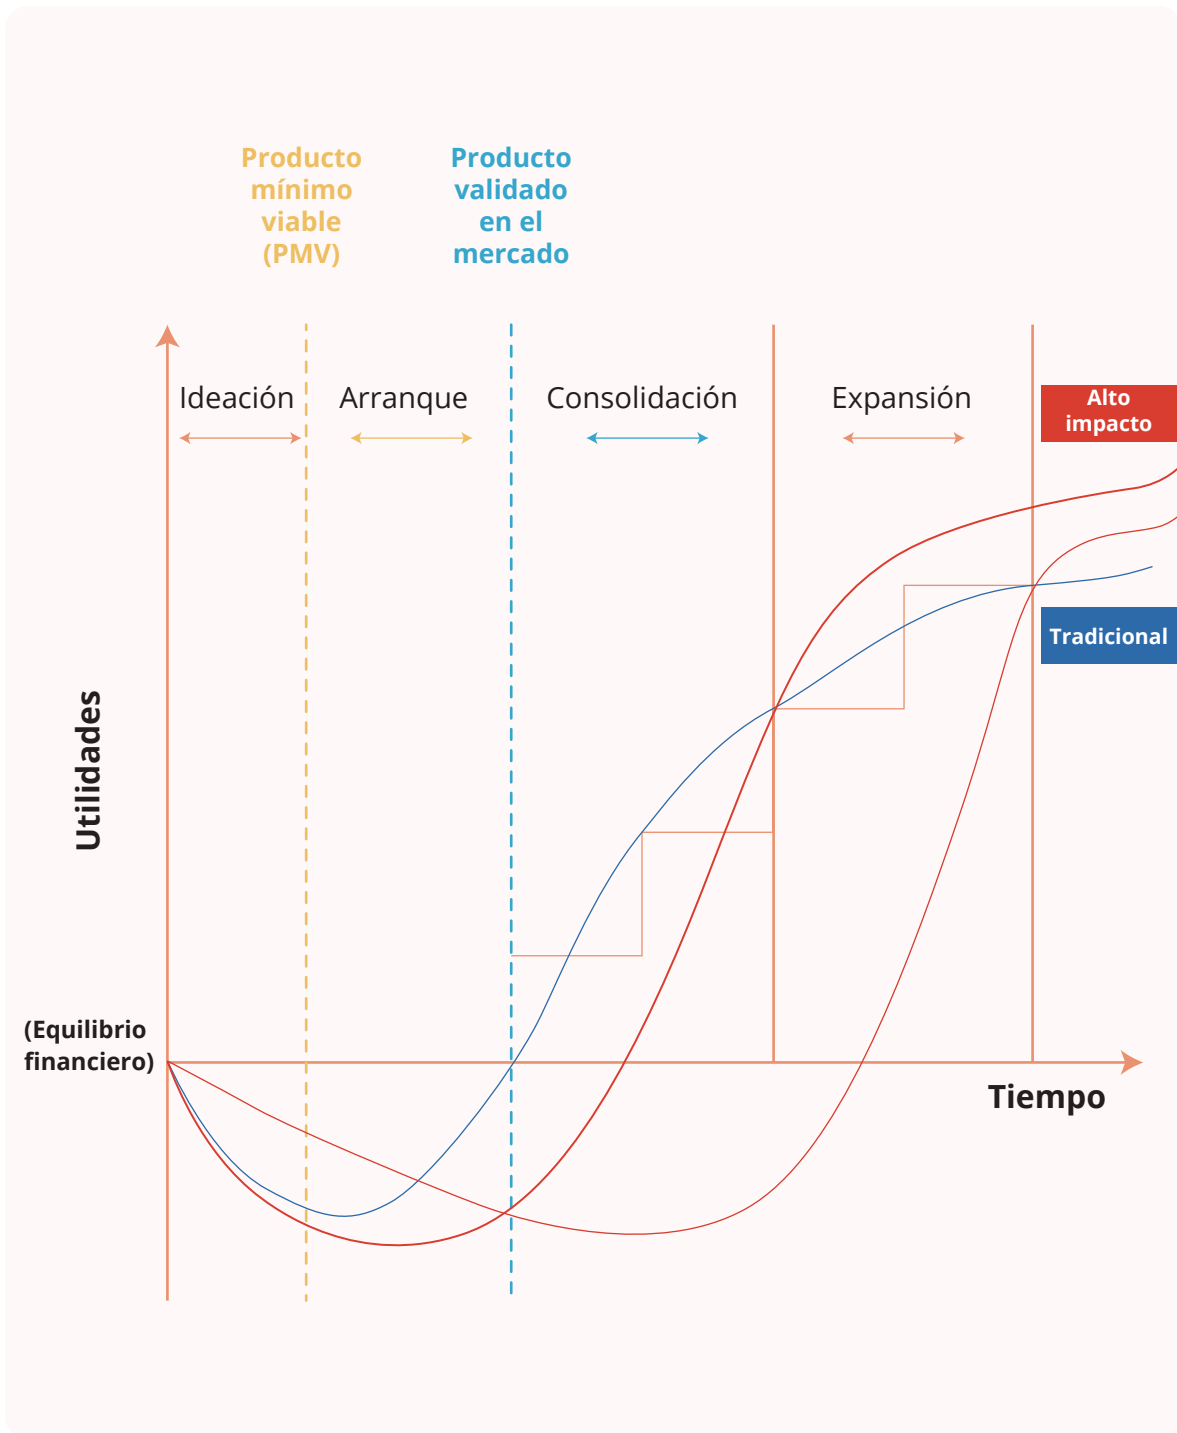 Producto
mínimo
viable
(PMV)
Producto
validado
en el
mercado
Ideación
Arranque
Consolidación
Expansión
Alto
impacto
Tradicional
Utilidades
(Equilibrio
financiero)
Tiempo